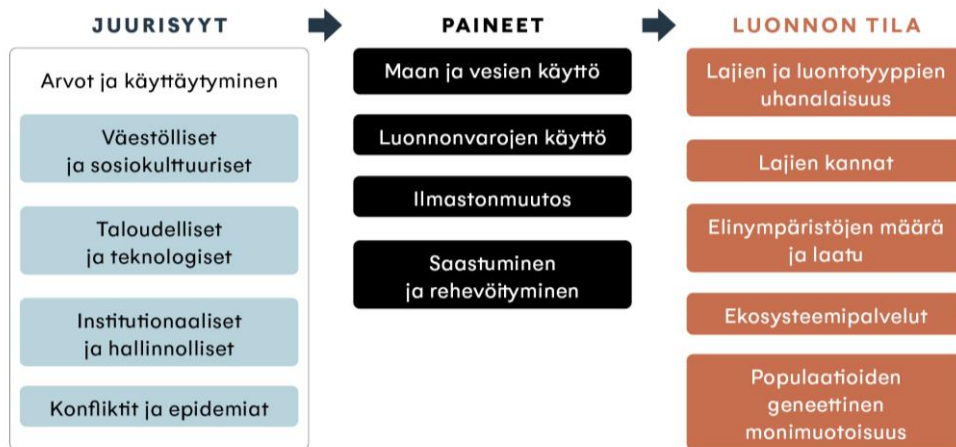 JUURISYYT
Arvot ja käyttäytyminen
Väestölliset
ja sosiokulttuuriset
Taloudelliset
ja teknologiset
Institutionaaliset
ja hallinnolliset
Konfliktit ja epidemiat
PAINEET
Maan ja vesien käyttö
Luonnonvarojen käyttö
Ilmastonmuutos
Saastuminen
ja rehevöityminen
LUONNON TILA
Lajien ja luontotyyppien
uhanalaisuus
Lajien kannat
Elinympäristöjen määrä
ja laatu
Ekosysteemipalvelut
Populaatioiden
geneettinen
monimuotoisuus